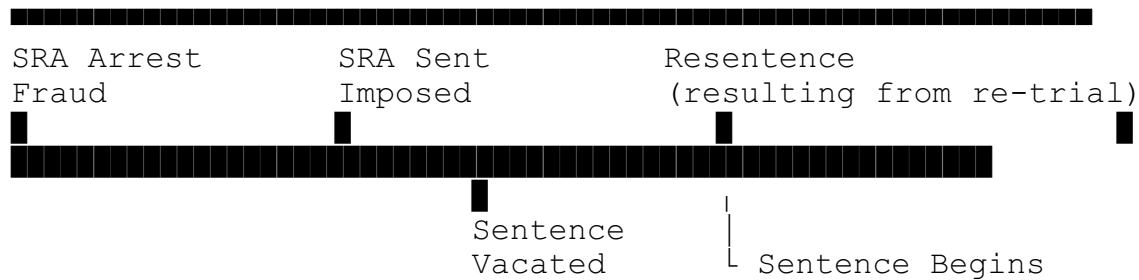 SRA Arrest SRA Sent Resentence
Fraud Imposed (resulting from re-trial)
Sentence
Vacated Sentence Begins